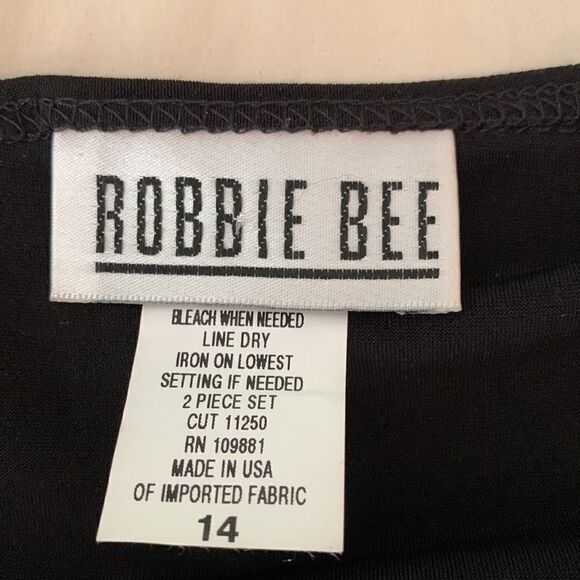 ROBBIE BEE
BLEACH WHEN NEEDED
LINE DRY
IRON ON LOWEST
SETTING IF NEEDED
2 PIECE SET
CUT 11250
RN 109881
MADE IN USA
OF IMPORTED FABRIC
14